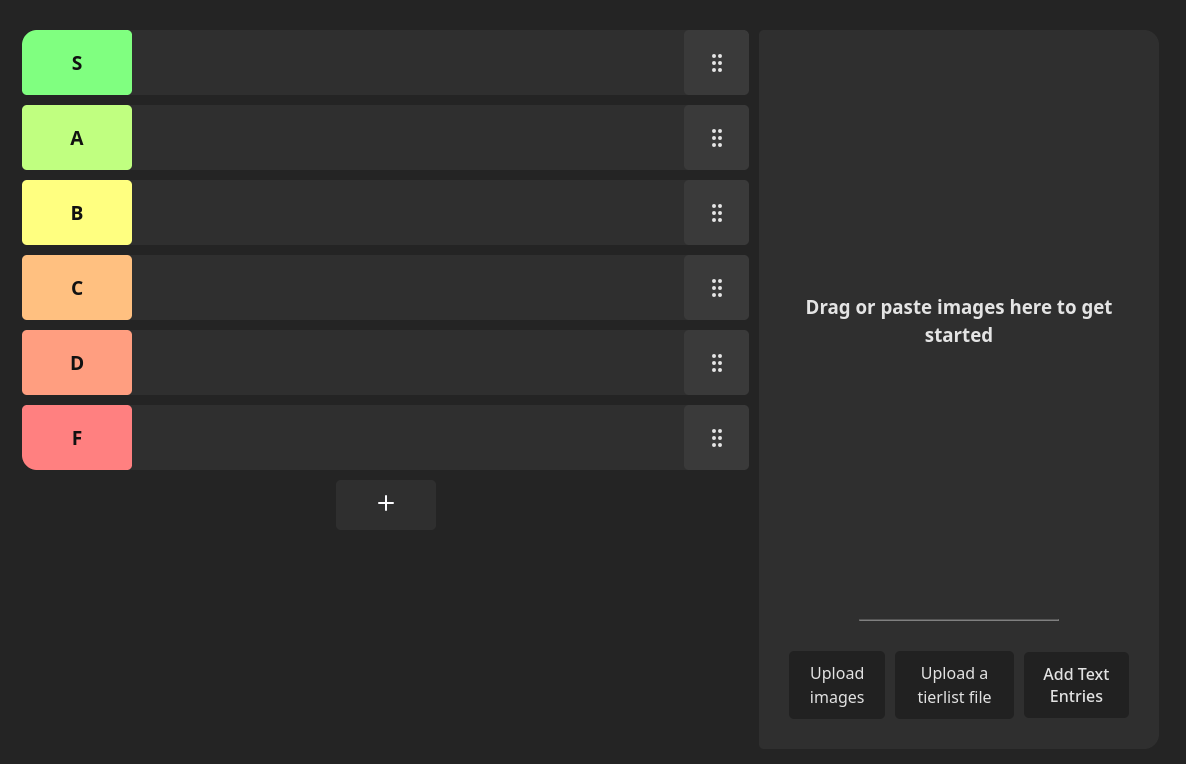 S
A
B
C
D
F
+
Drag or paste images here to get
started
Upload
images
Upload a
tierlist file
Add Text
Entries